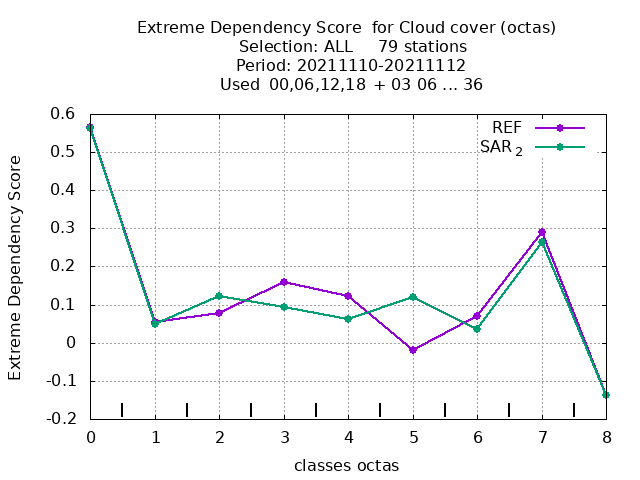 Extreme Dependency Score  for Cloud cover (octas)
Selection: ALL     79 stations
Period: 20211110-20211112
Used  00,06,12,18  + 03 06 ... 36
REF
SAR 2
Extreme Dependency Score
0.6
0.5
0.4
0.3
0.2
0.1
0
-0.1
-0.2
0 1 2 3 4 5 6 7 8
classes octas